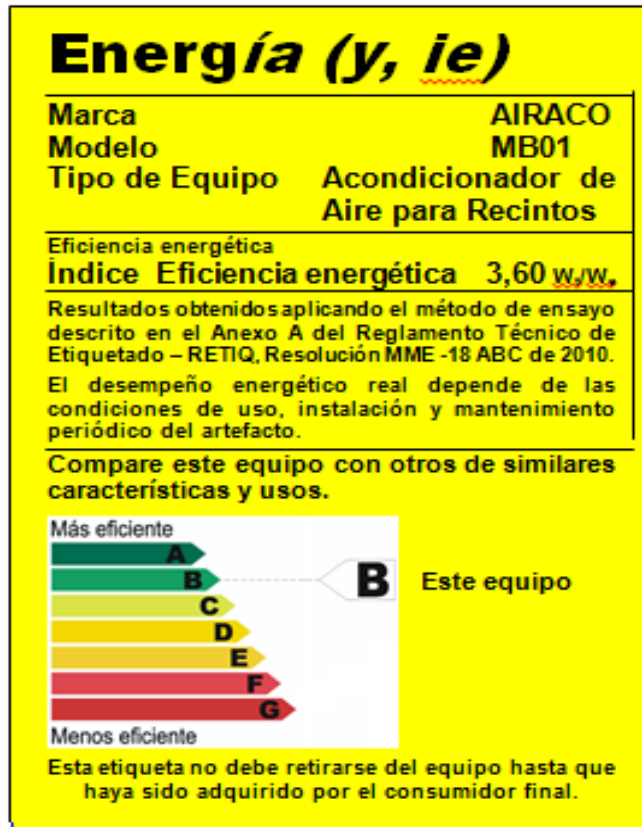 Energía (y, ie)
Marca AIRACO
Modelo MB01
Tipo de Equipo Acondicionador de
Aire para Recintos
Eficiencia energética
Índice Eficiencia energética 3,60 wₜ/wₑ
Resultados obtenidos aplicando el método de ensayo
descrito en el Anexo A del Reglamento Técnico de
Etiquetado – RETIQ, Resolución MME -18 ABC de 2010.
El desempeño energético real depende de las
condiciones de uso, instalación y mantenimiento
periódico del artefacto.
Compare este equipo con otros de similares
características y usos.
Más eficiente
A
B
B Este equipo
C
D
E
F
G
Menos eficiente
Esta etiqueta no debe retirarse del equipo hasta que
haya sido adquirido por el consumidor final.